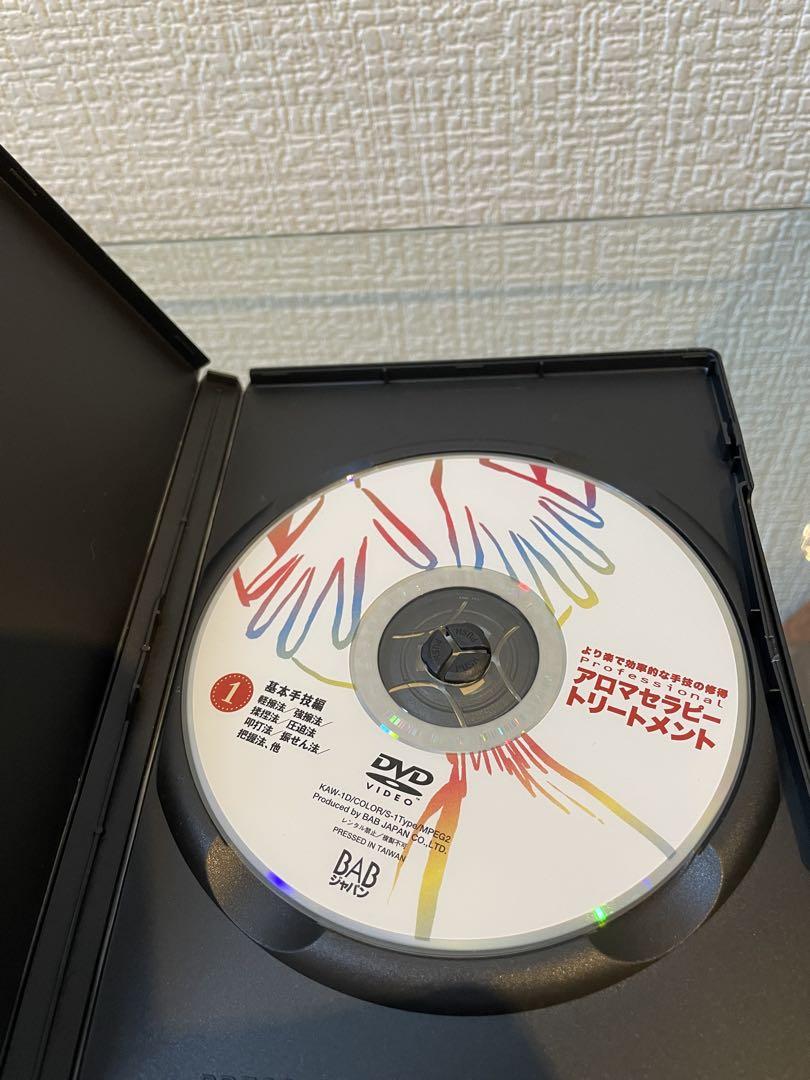 より楽で効率的な手技の修得
Professional
アロマセラピー
トリートメント
1
基本手技編
軽擦法／強擦法／
揉捏法／圧迫法
叩打法／振せん法／
把握法、他
DVD
VIDEO™
KAW-1D/COLOR/S-1Type/MPEG2
Produced by BAB JAPAN CO.,LTD.
レンタル禁止／複製不可
PRESSED IN TAIWAN
BAB
ジャパン
PUSH